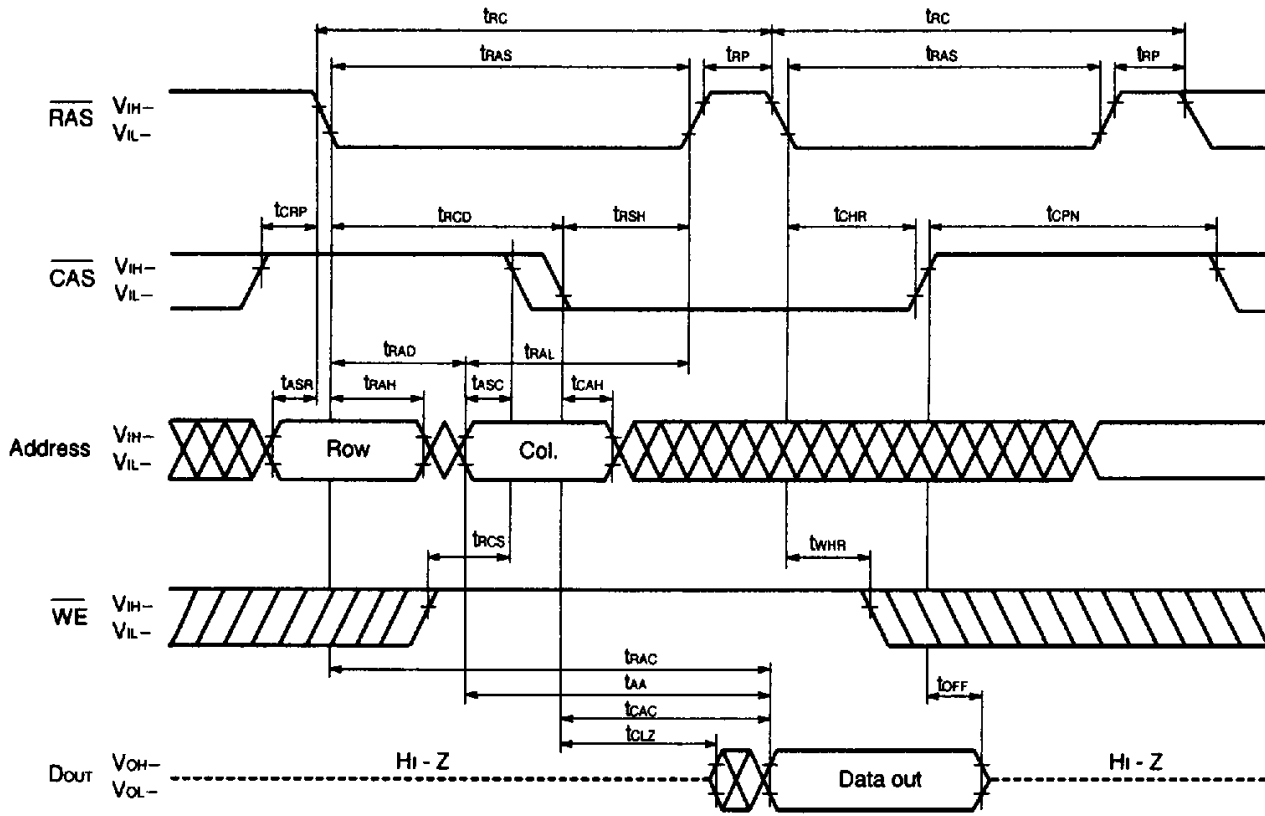 tRC tRC
tRAS tRP tRAS tRP
RAS VIH–
VIL–
tCRP tRCD tRSH tCHR tCPN
CAS VIH–
VIL–
tRAD tRAL
tASR tRAH tASC tCAH
Address VIH– Row Col.
VIL–
tRCS tWHR
WE VIH–
VIL–
tRAC
tAA tOFF
tCAC
tCLZ
DOUT VOH– HI - Z Data out HI - Z
VOL–